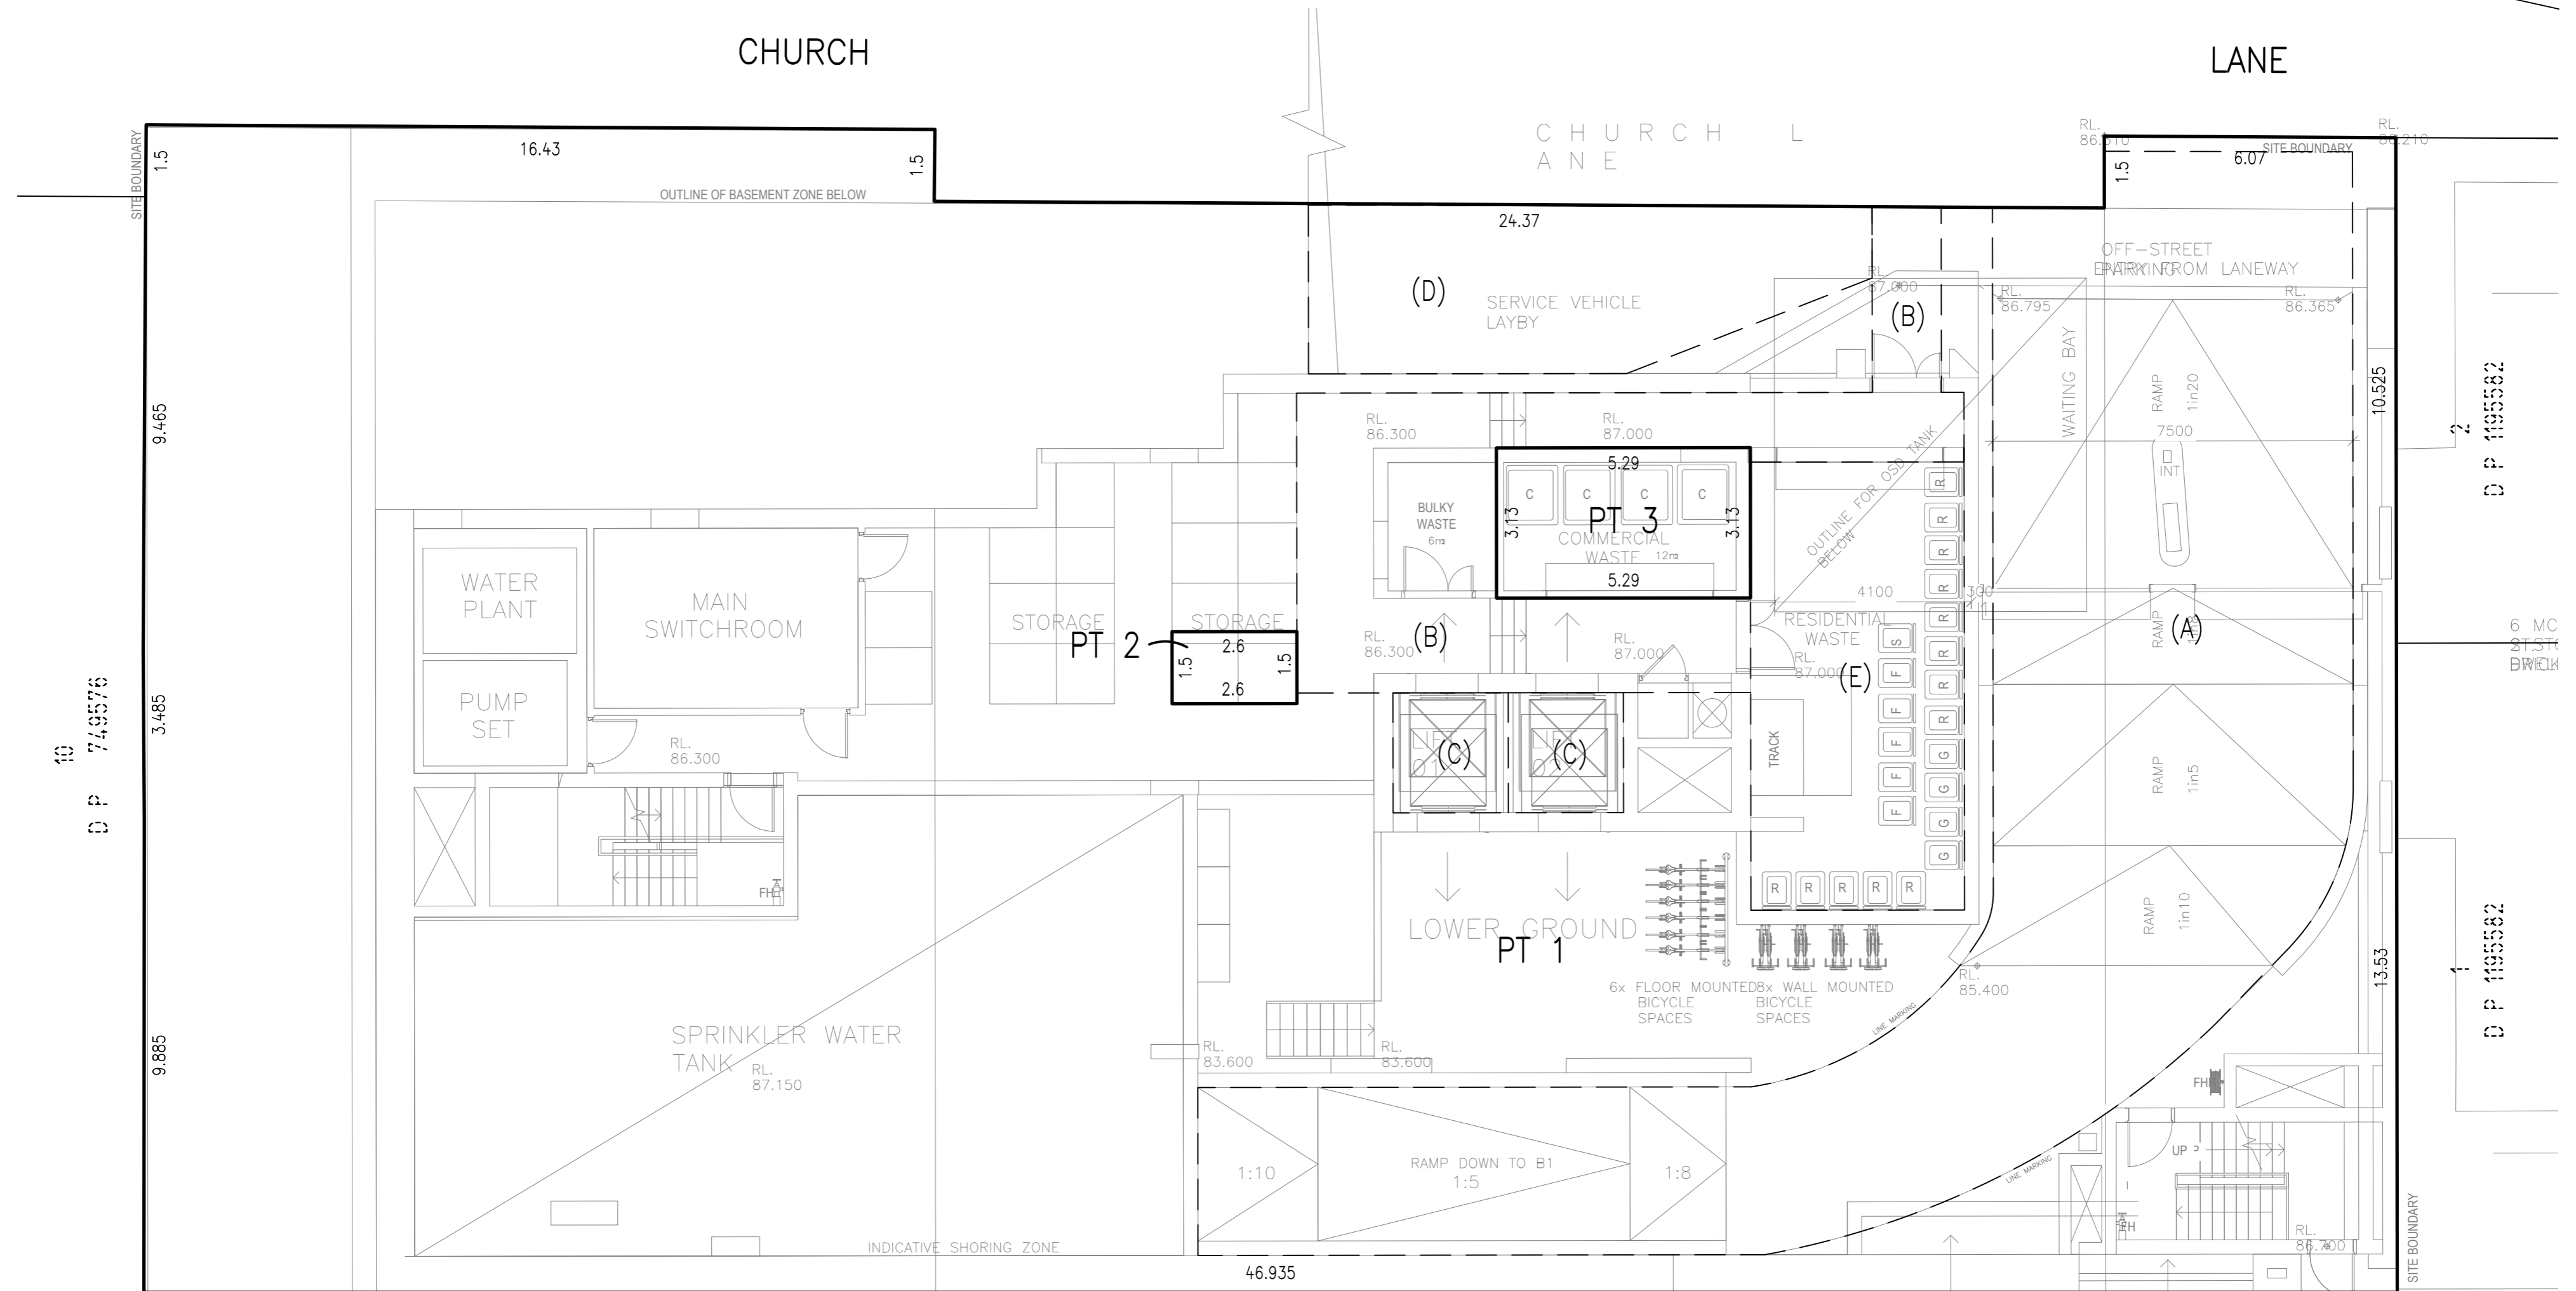 CHURCH
LANE
CHURCH L
ANE
RL.
RL.
86.210
SITE BOUNDARY
6.07
1.5
SITE BOUNDARY
1.5
16.43
1.5
OUTLINE OF BASEMENT ZONE BELOW
24.37
OFF-STREET
(D)
SERVICE VEHICLE
LAYBY
RL.
87.000
(B)
RL.
86.795
RL.
86.365
WAITING BAY
RAMP
1in20
7500
INT
10.525
2
D P 1195582
9.465
RL.
86.300
RL.
87.000
5.29
C
C
C
C
3.13
PT 3
3.13
COMMERCIAL
WASTE 12m2
5.29
BULKY
WASTE
6m2
OUTLINE FOR OSD TANK
BELOW
4100
300
RESIDENTIAL
WASTE
RL.
87.000
(E)
R
R
R
R
R
R
R
R
G
G
G
G
S
F
F
F
F
F
R
R
R
R
R
TRACK
RAMP
(A)
WATER
PLANT
MAIN
SWITCHROOM
PUMP
SET
STORAGE
STORAGE
PT 2
2.6
1.5
1.5
2.6
RL.
86.300
(B)
RL.
87.000
(C)
(C)
RL.
86.300
3.485
10
D P 749576
RAMP
1in5
RAMP
1in10
FH
LOWER GROUND
PT 1
6x FLOOR MOUNTED
BICYCLE
SPACES
8x WALL MOUNTED
BICYCLE
SPACES
RL.
85.400
LINE MARKING
13.53
1
D P 1195582
9.885
SPRINKLER WATER
TANK
RL.
87.150
RL.
83.600
RL.
83.600
1:10
RAMP DOWN TO B1
1:5
1:8
LINE MARKING
UP
FH
RL.
86.700
SITE BOUNDARY
INDICATIVE SHORING ZONE
46.935